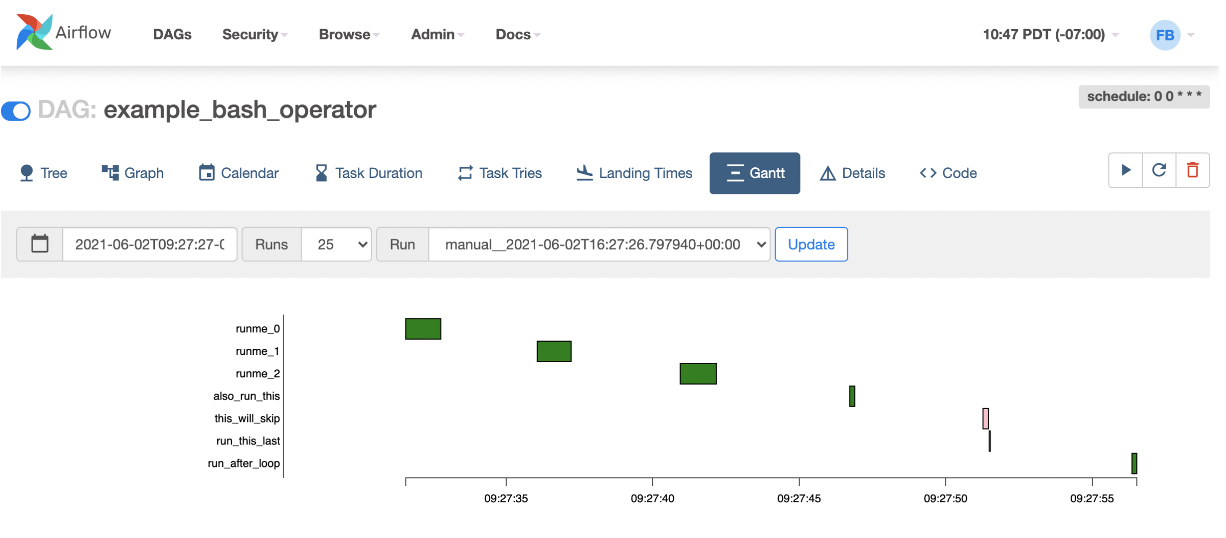 Airflow DAGs Security Browse Admin Docs 10:47 PDT (-07:00) FB
schedule: 0 0 * * *
DAG: example_bash_operator
Tree Graph Calendar Task Duration Task Tries Landing Times Gantt Details Code
2021-06-02T09:27:27-0 Runs 25 Run manual__2021-06-02T16:27:26.797940+00:00 Update
runme_0
runme_1
runme_2
also_run_this
this_will_skip
run_this_last
run_after_loop
09:27:35 09:27:40 09:27:45 09:27:50 09:27:55